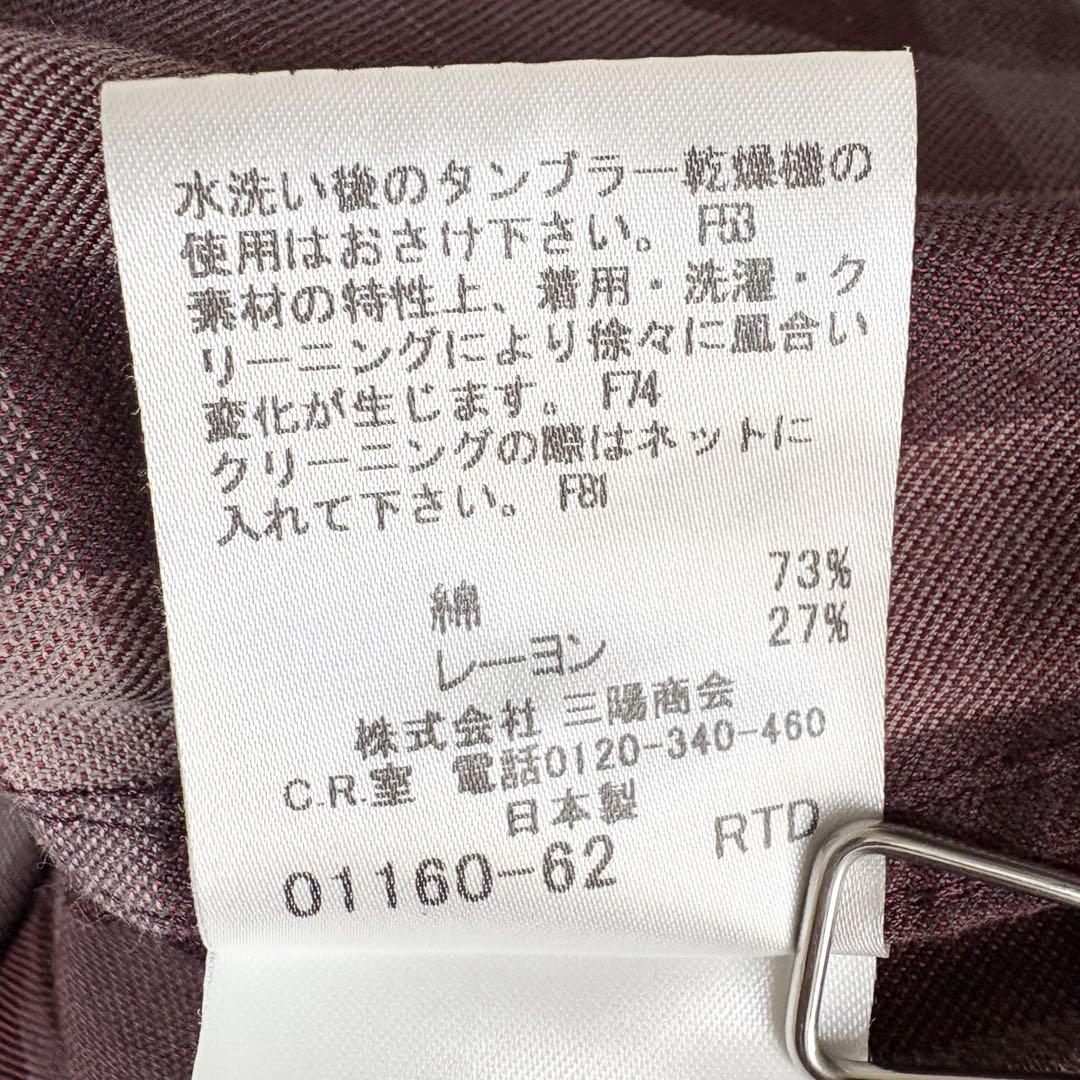 水洗い後のタンブラー乾燥機の
使用はおさけ下さい。 F53
素材の特性上、着用・洗濯・ク
リーニングにより徐々に風合い
変化が生じます。 F74
クリーニングの際はネットに
入れて下さい。 F81
綿 73%
レーヨン 27%
株式会社 三陽商会
C.R.室 電話0120-340-460
日本製
RTD
01160-62